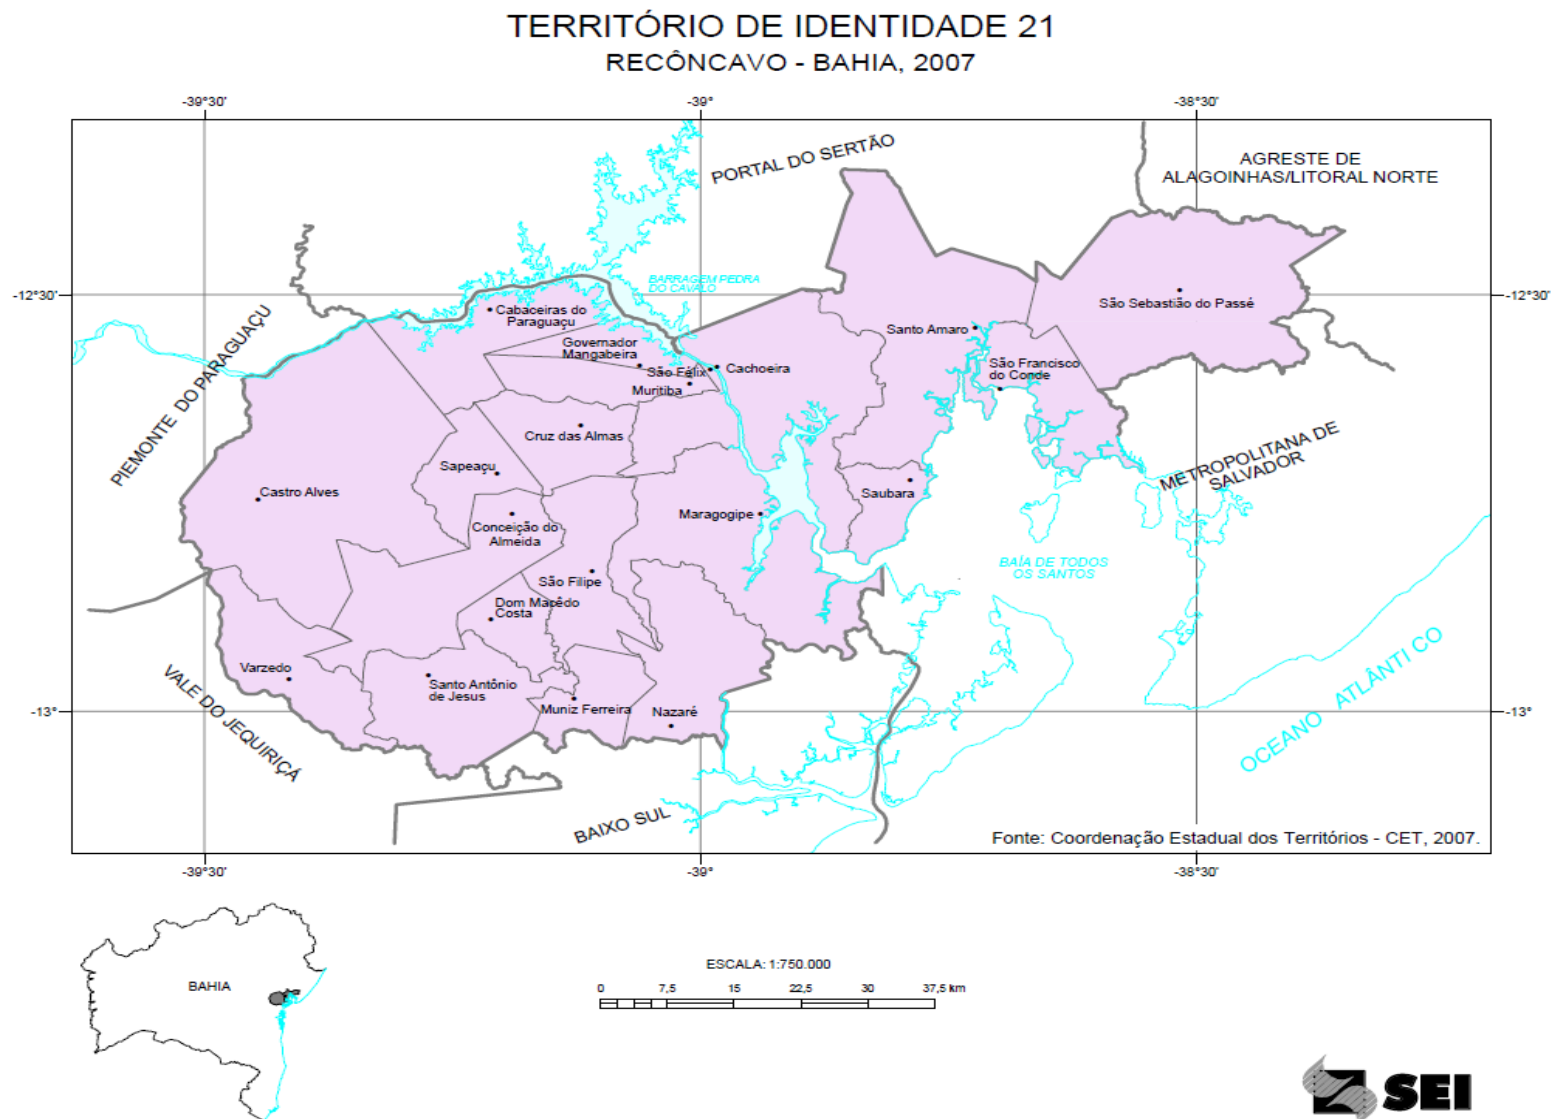 TERRITÓRIO DE IDENTIDADE 21
RECÔNCAVO - BAHIA, 2007
-39°30'
-39°
-38°30'
PORTAL DO SERTÃO
AGRESTE DE
ALAGOINHAS/LITORAL NORTE
BARRAGEM PEDRA
DO CAVALO
-12°30'
-12°30'
São Sebastião do Passé
Cabaceiras do
Paraguaçu
Santo Amaro
Governador
Mangabeira
São Félix
Cachoeira
São Francisco
do Conde
Muritiba
PIEMONTE DO PARAGUAÇU
Cruz das Almas
METROPOLITANA DE
SALVADOR
Sapeaçu
Castro Alves
Saubara
Maragogipe
Conceição do
Almeida
BAÍA DE TODOS
OS SANTOS
São Filipe
Dom Macêdo
Costa
Varzedo
Santo Antônio
de Jesus
Muniz Ferreira
Nazaré
VALE DO JEQUIRIÇÁ
OCEANO ATLÂNTI CO
-13°
-13°
BAIXO SUL
Fonte: Coordenação Estadual dos Territórios - CET, 2007.
-39°30'
-39°
-38°30'
BAHIA
ESCALA: 1:750.000
0 7,5 15 22,5 30 37,5 km
SEI